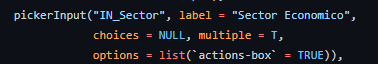 pickerInput("IN_Sector", label = "Sector Economico",
choices = NULL, multiple = T,
options = list(`actions-box` = TRUE)),